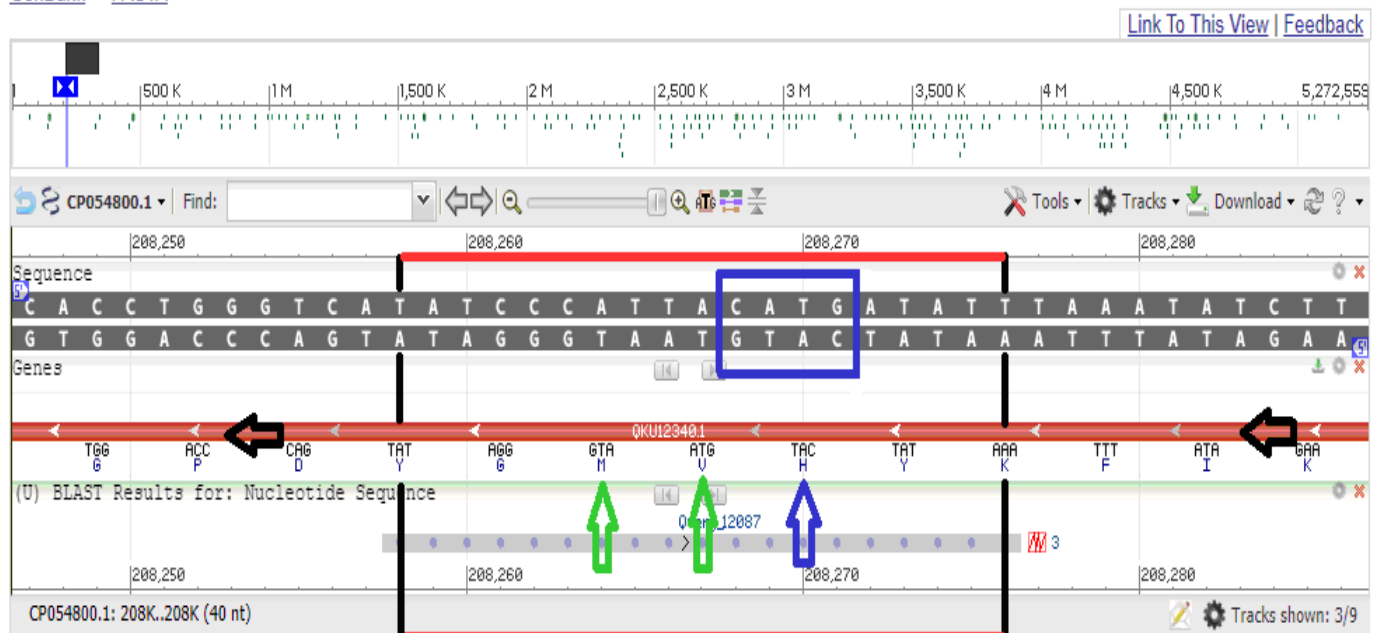 Link To This View | Feedback
500 K 1 M 1,500 K 2 M 2,500 K 3 M 3,500 K 4 M 4,500 K 5,272,559
CP054800.1 Find: ATG Tools Tracks Download ?
208,250 208,260 208,270 208,280
Sequence
5'
C A C C T G G G T C A T A T C C C A T T A C A T G A T A T T T A A A T A T C T T
G T G G A C C C A G T A T A G G G T A A T G T A C T A T A A A T T T A T A G A A
5'
Genes
QKU12340.1
TGG ACC CAG TAT AGG GTA ATG TAC TAT AAA TTT ATA GAA
G P D Y G M V H Y K F I K
(U) BLAST Results for: Nucleotide Sequence
Query_12087
3
208,250 208,260 208,270 208,280
CP054800.1: 208K..208K (40 nt) Tracks shown: 3/9